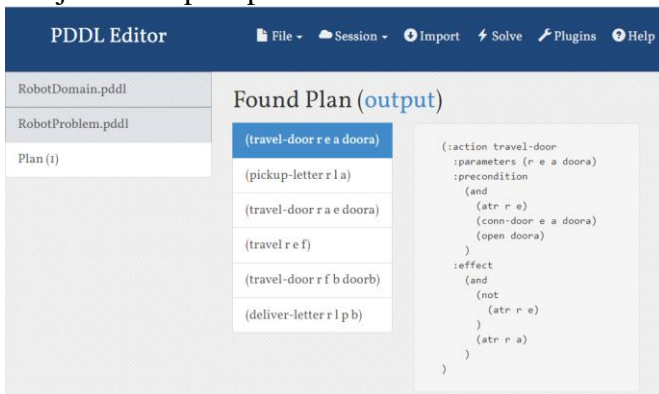 PDDL Editor
File Session Import Solve Plugins Help
RobotDomain.pddl
RobotProblem.pddl
Plan (1)
Found Plan (output)
(travel-door r e a doora)
(pickup-letter r l a)
(travel-door r a e doora)
(travel r e f)
(travel-door r f b doorb)
(deliver-letter r l p b)
(:action travel-door
:parameters (r e a doora)
:precondition
(and
(atr r e)
(conn-door e a doora)
(open doora)
)
:effect
(and
(not
(atr r e)
)
(atr r a)
)
)